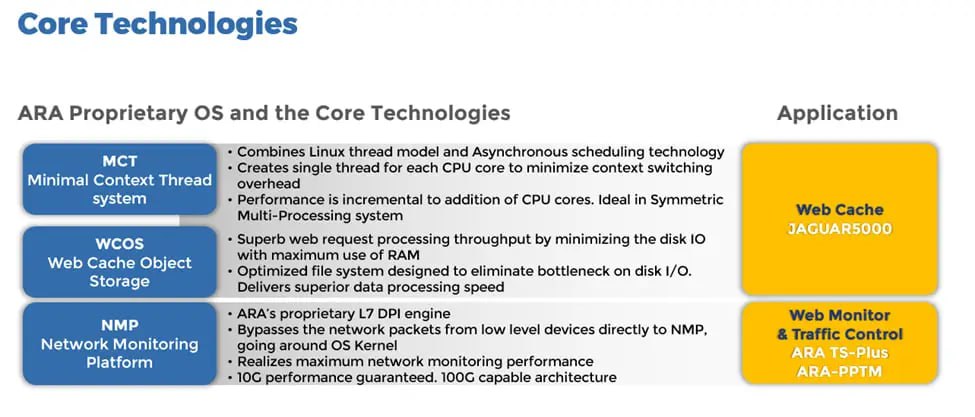 Core Technologies
ARA Proprietary OS and the Core Technologies
Application
MCT
Minimal Context Thread
system
• Combines Linux thread model and Asynchronous scheduling technology
• Creates single thread for each CPU core to minimize context switching
overhead
• Performance is incremental to addition of CPU cores. Ideal in Symmetric
Multi-Processing system
WCOS
Web Cache Object
Storage
• Superb web request processing throughput by minimizing the disk IO
with maximum use of RAM
• Optimized file system designed to eliminate bottleneck on disk I/O.
Delivers superior data processing speed
Web Cache
JAGUAR5000
NMP
Network Monitoring
Platform
• ARA's proprietary L7 DPI engine
• Bypasses the network packets from low level devices directly to NMP,
going around OS Kernel
• Realizes maximum network monitoring performance
• 10G performance guaranteed. 100G capable architecture
Web Monitor
& Traffic Control
ARA TS-Plus
ARA-PPTM